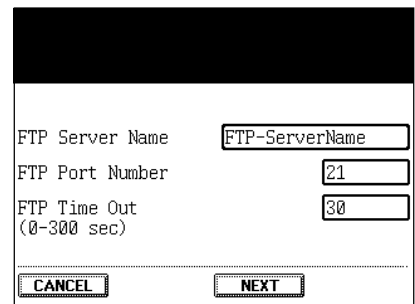 FTP Server Name FTP-ServerName
FTP Port Number 21
FTP Time Out 30
(0-300 sec)
CANCEL NEXT